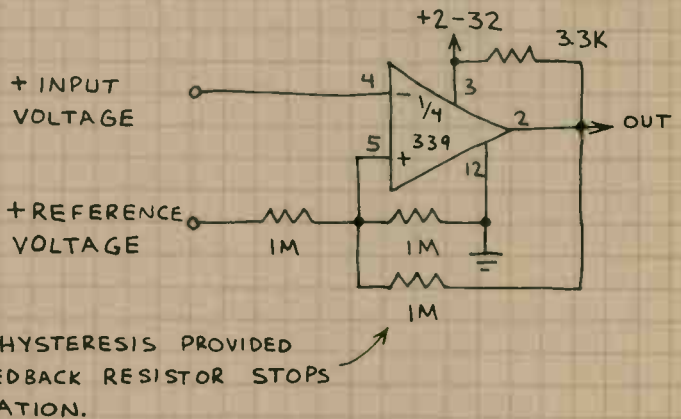 +2-32
3.3K
+ INPUT
VOLTAGE
4
-
1/4
339
3
2
OUT
5
+
12
+ REFERENCE
VOLTAGE
1M
1M
1M
HYSTERESIS PROVIDED
EDBACK RESISTOR STOPS
ATION.